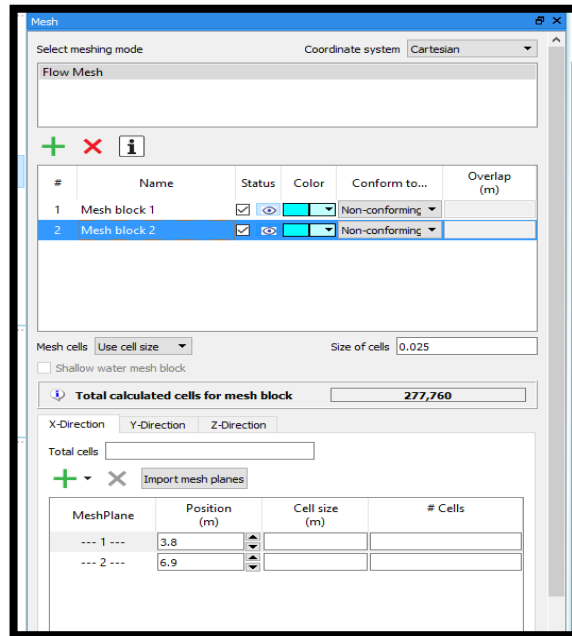 Mesh
Select meshing mode Coordinate system Cartesian
Flow Mesh
# Name Status Color Conform to... Overlap (m)
1 Mesh block 1 Non-conforming
2 Mesh block 2 Non-conforming
Mesh cells Use cell size Size of cells 0.025
Shallow water mesh block
Total calculated cells for mesh block 277,760
X-Direction Y-Direction Z-Direction
Total cells
Import mesh planes
MeshPlane Position (m) Cell size (m) # Cells
--- 1 --- 3.8
--- 2 --- 6.9